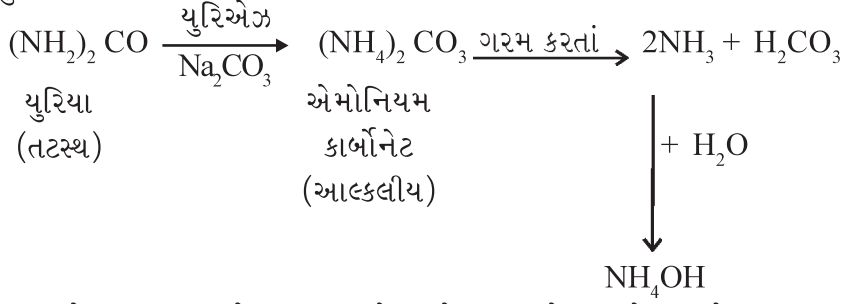 (NH₂)₂ CO યુરિએઝ Na₂CO₃ (NH₄)₂ CO₃ ગરમ કરતાં 2NH₃ + H₂CO₃
યુરિયા
(તટસ્થ)
એમોનિયમ
કાર્બોનેટ
(આલ્કલીય)
+ H₂O
NH₄OH